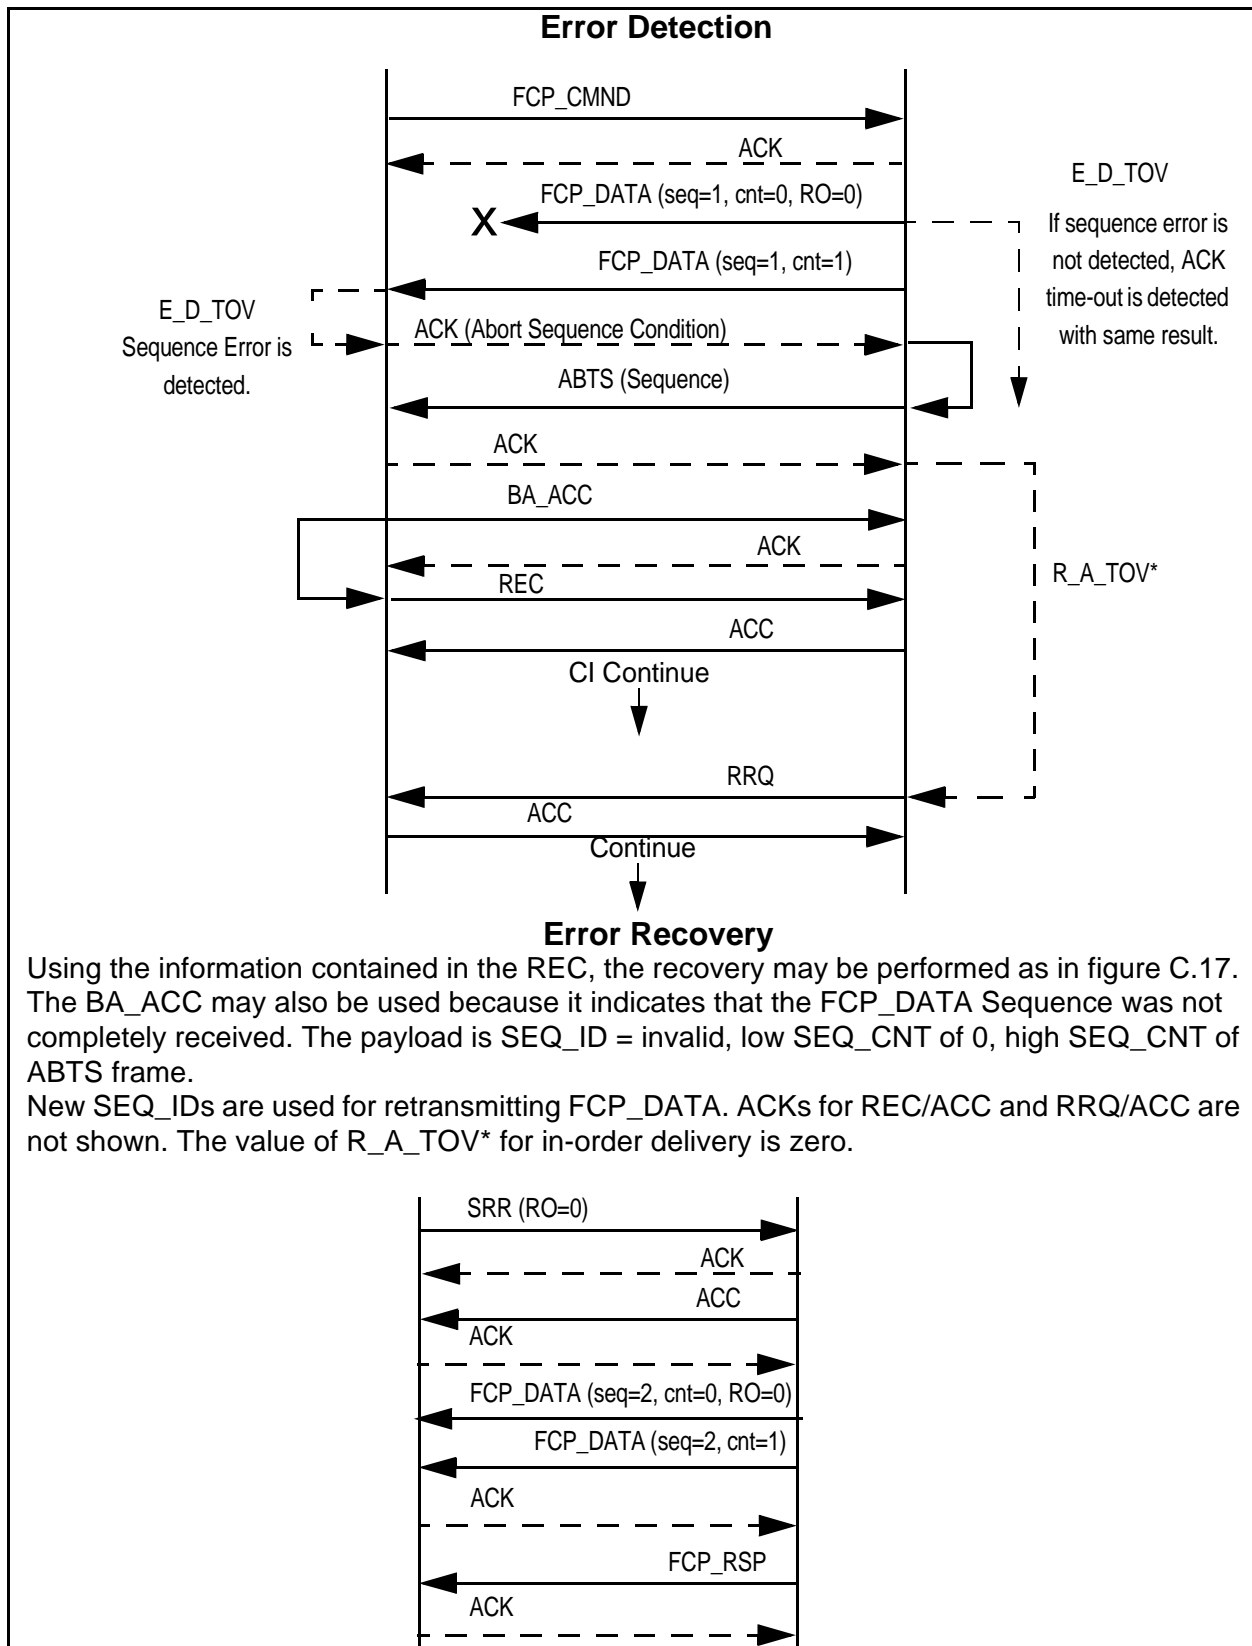 Error Detection
FCP_CMND
ACK
E_D_TOV
FCP_DATA (seq=1, cnt=0, RO=0)
X
If sequence error is
not detected, ACK
time-out is detected
with same result.
FCP_DATA (seq=1, cnt=1)
E_D_TOV
Sequence Error is
detected.
ACK (Abort Sequence Condition)
ABTS (Sequence)
ACK
BA_ACC
ACK
R_A_TOV*
REC
ACC
CI Continue
RRQ
ACC
Continue
Error Recovery
Using the information contained in the REC, the recovery may be performed as in figure C.17.
The BA_ACC may also be used because it indicates that the FCP_DATA Sequence was not
completely received. The payload is SEQ_ID = invalid, low SEQ_CNT of 0, high SEQ_CNT of
ABTS frame.
New SEQ_IDs are used for retransmitting FCP_DATA. ACKs for REC/ACC and RRQ/ACC are
not shown. The value of R_A_TOV* for in-order delivery is zero.
SRR (RO=0)
ACK
ACC
ACK
FCP_DATA (seq=2, cnt=0, RO=0)
FCP_DATA (seq=2, cnt=1)
ACK
FCP_RSP
ACK